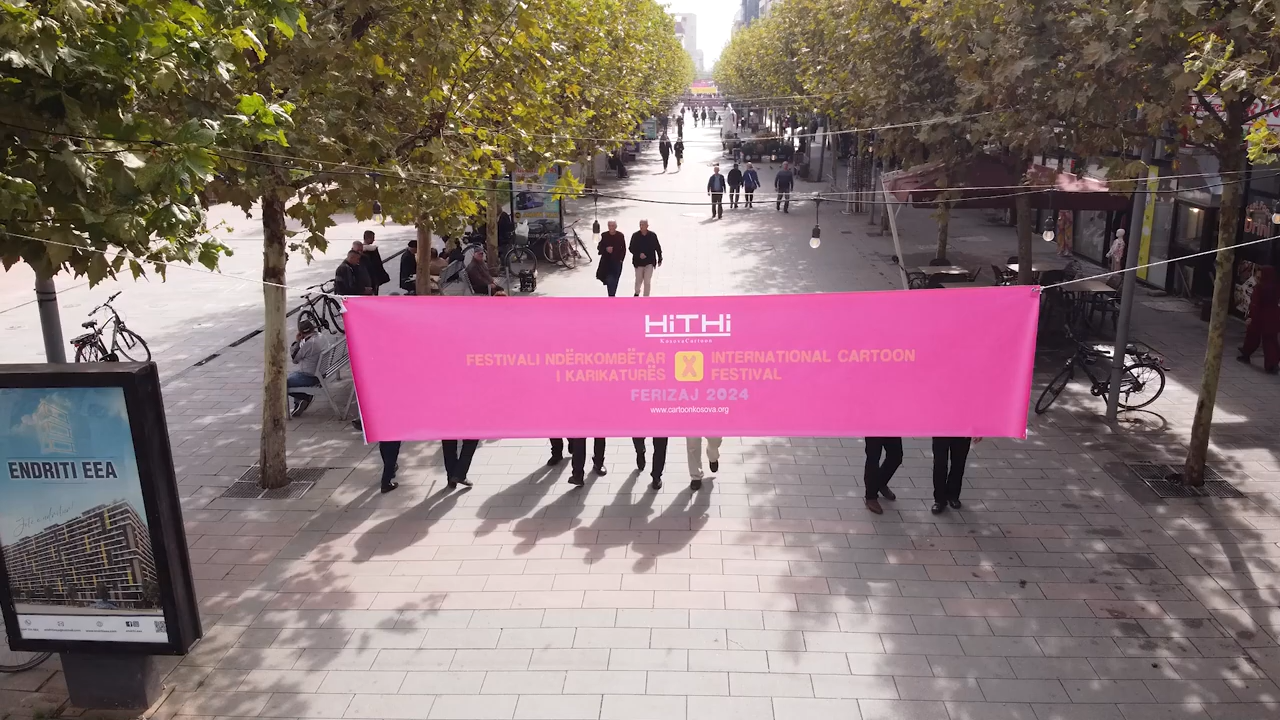 HiTHi
KosovaCartoon
FESTIVALI NDËRKOMBËTAR
I KARIKATURËS
X
INTERNATIONAL CARTOON
FESTIVAL
FERIZAJ 2024
www.cartoonkosova.org
ENDRITI EEA